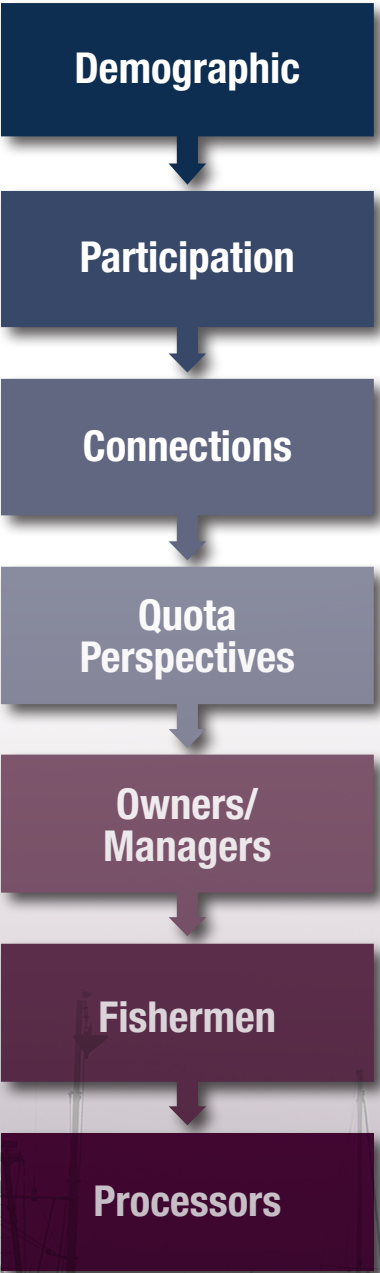 Demographic
Participation
Connections
Quota
Perspectives
Owners/
Managers
Fishermen
Processors